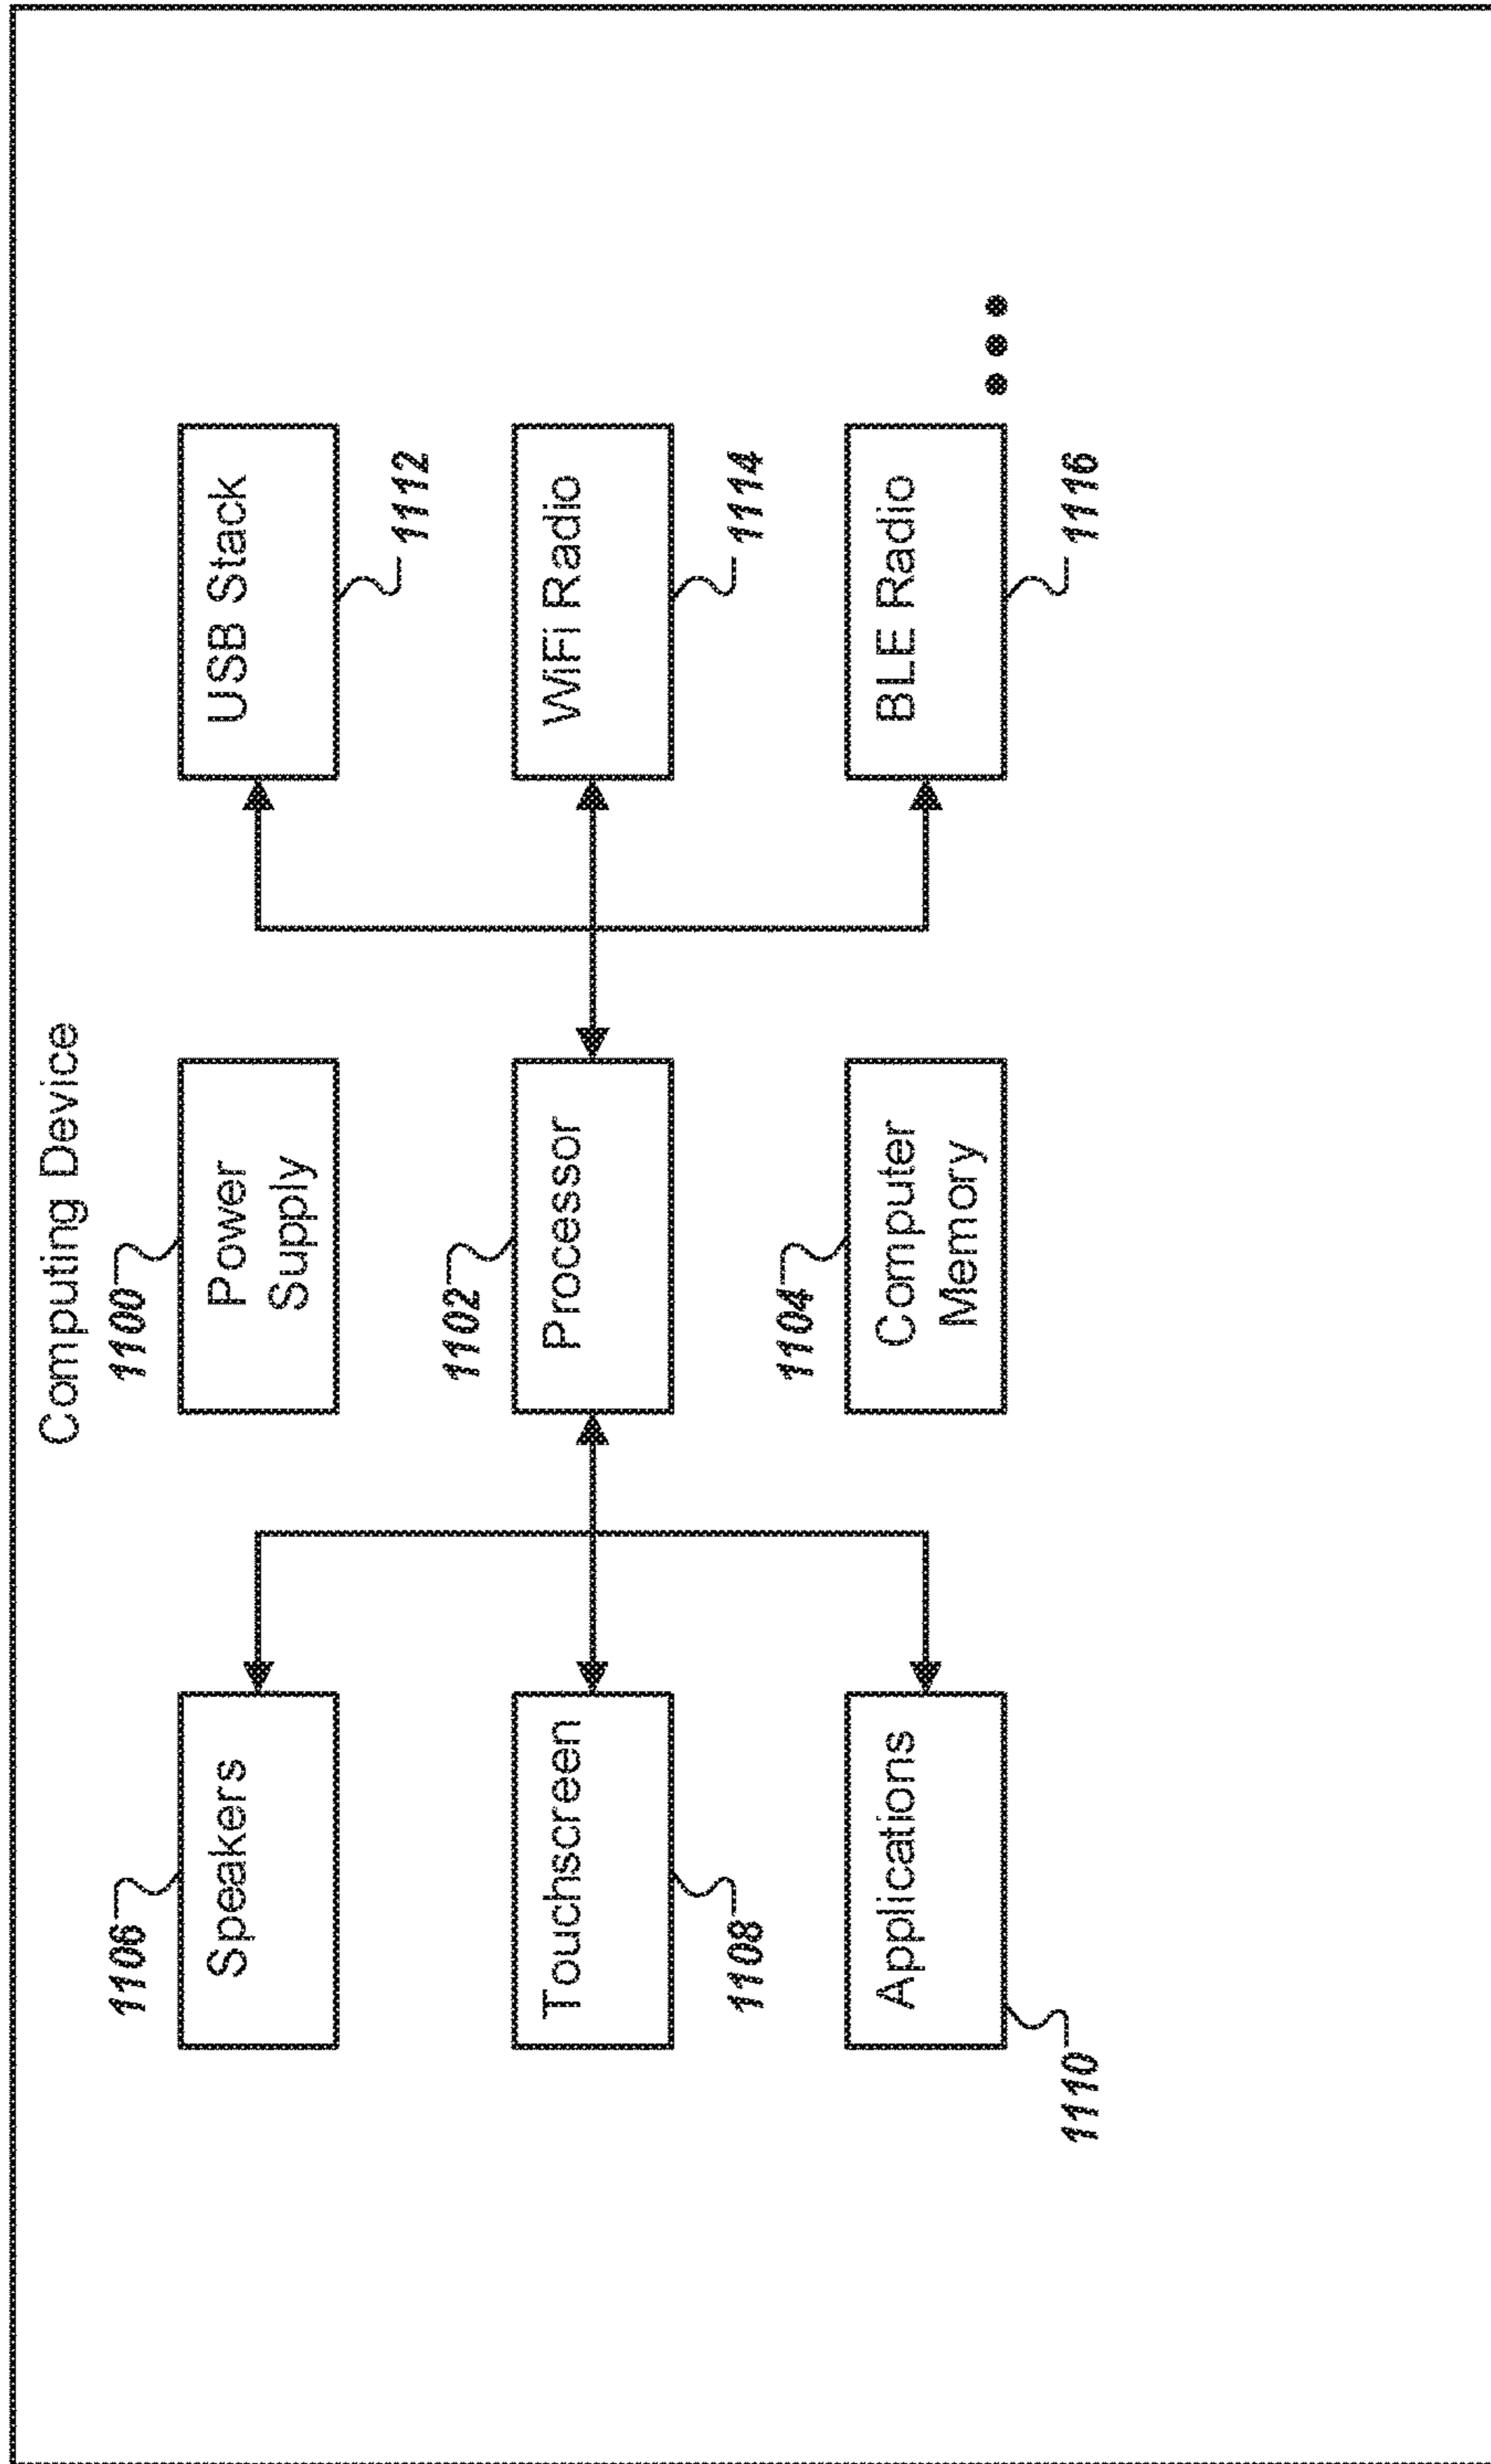 Computing Device
1106
Speakers
1108
Touchscreen
1110
Applications
1100
Power
Supply
1102
Processor
1104
Computer
Memory
1112
USB Stack
1114
WiFi Radio
1116
BLE Radio